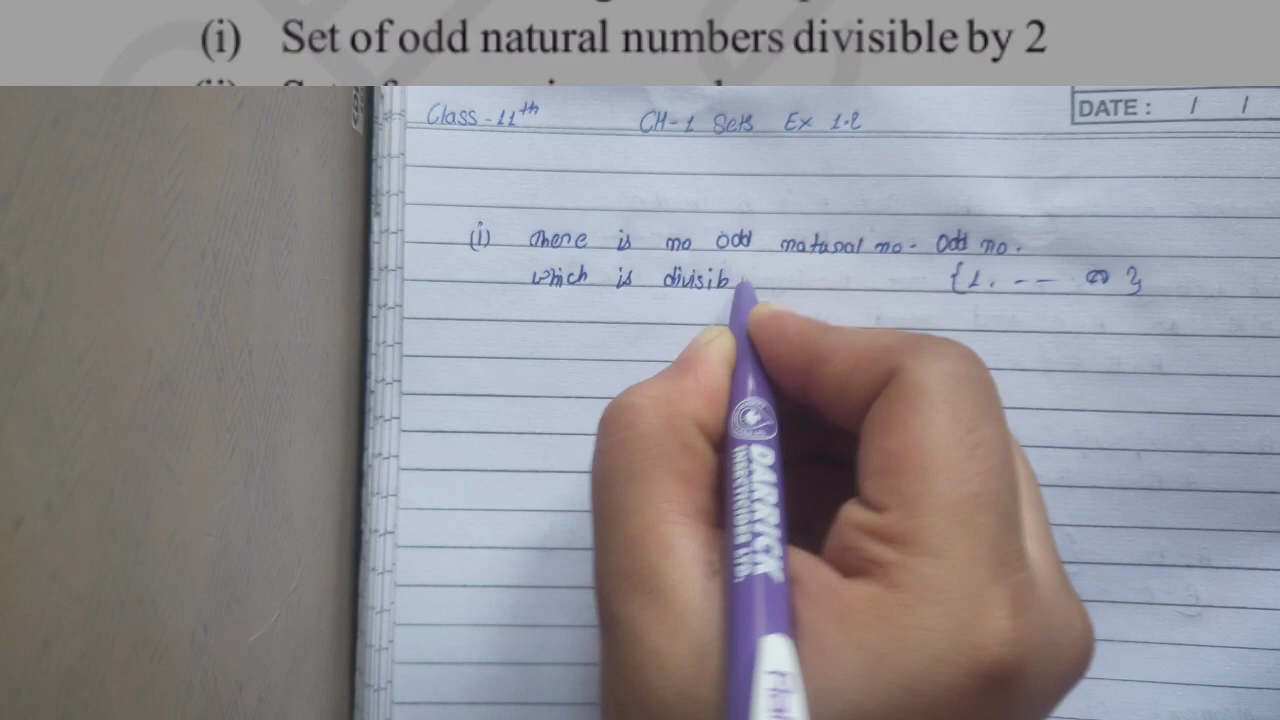 (i) Set of odd natural numbers divisible by 2
Class - 11th CH-1 Sets Ex 1.2
DATE : / /
(i) There is no odd natural no. odd no.
which is divisib {1, -- ∞ }
DARRICK